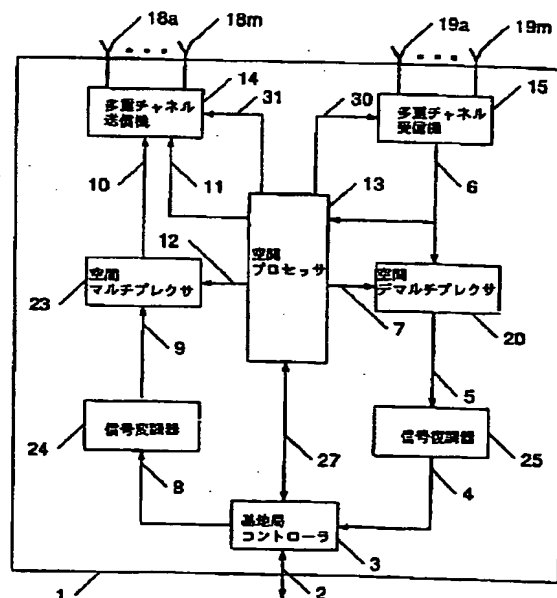 18a
18m
19a
19m
14
31
30
15
多重チャネル
送信機
多重チャネル
受信機
10
11
13
6
空間
プロセッサ
12
空間
マルチプレクサ
空間
デマルチプレクサ
23
7
20
9
5
信号変調器
信号復調器
24
8
27
4
25
基地局
コントローラ
3
1
2